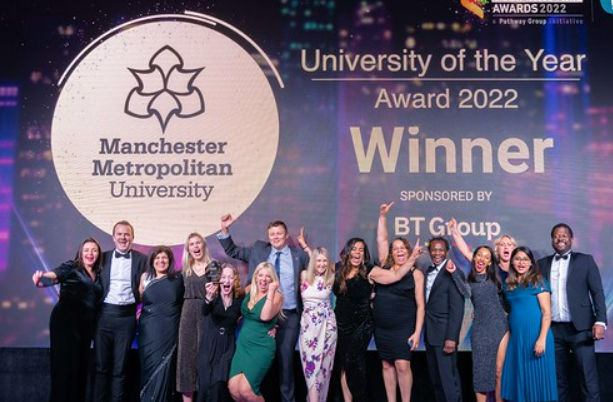 AWARDS 2022
a Pathway Group initiative
University of the Year
Award 2022
Winner
SPONSORED BY
BT Group
Manchester
Metropolitan
University